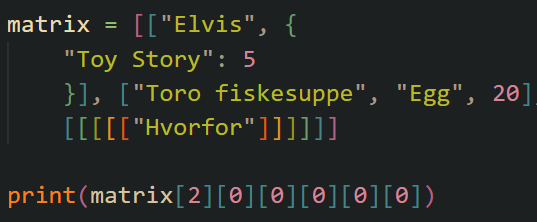 matrix = [["Elvis", {
"Toy Story": 5
}], ["Toro fiskesuppe", "Egg", 20],
[[[[["Hvorfor"]]]]]]
print(matrix[2][0][0][0][0][0])